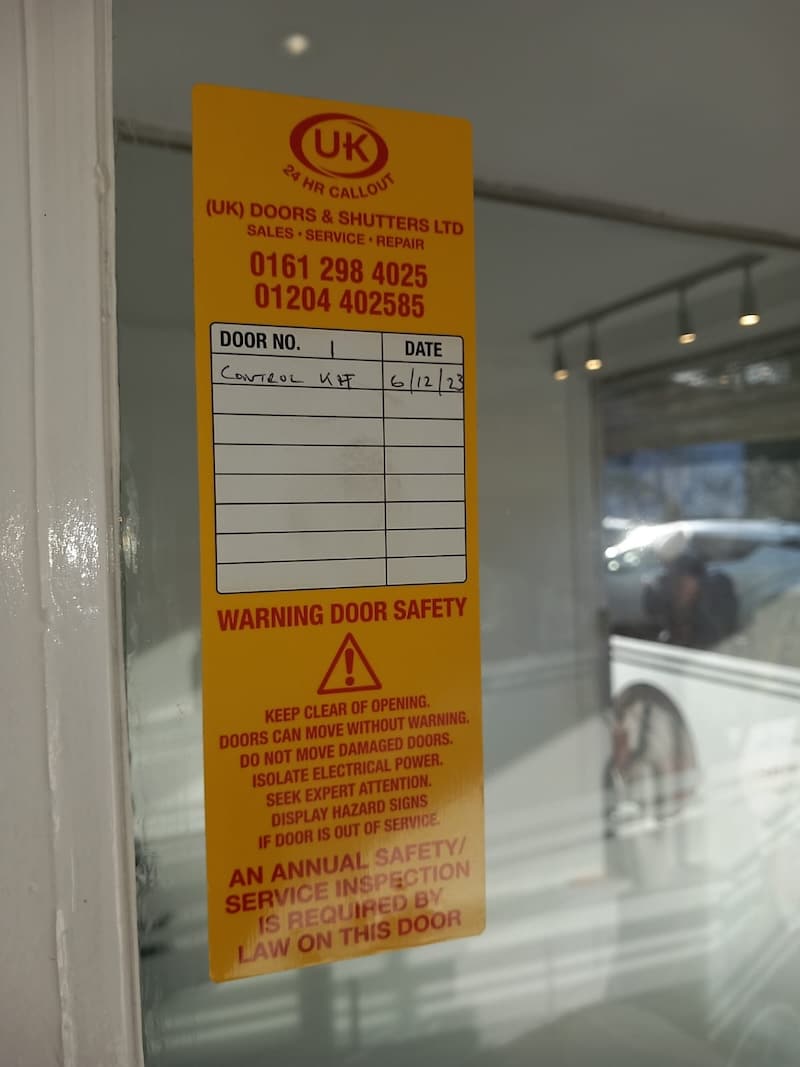 UK
24 HR CALLOUT
(UK) DOORS & SHUTTERS LTD
SALES • SERVICE • REPAIR
0161 298 4025
01204 402585
DOOR NO. 1 DATE
CONTROL KIT 6/12/23
WARNING DOOR SAFETY
!
KEEP CLEAR OF OPENING.
DOORS CAN MOVE WITHOUT WARNING.
DO NOT MOVE DAMAGED DOORS.
ISOLATE ELECTRICAL POWER.
SEEK EXPERT ATTENTION.
DISPLAY HAZARD SIGNS
IF DOOR IS OUT OF SERVICE.
AN ANNUAL SAFETY/
SERVICE INSPECTION
IS REQUIRED BY
LAW ON THIS DOOR